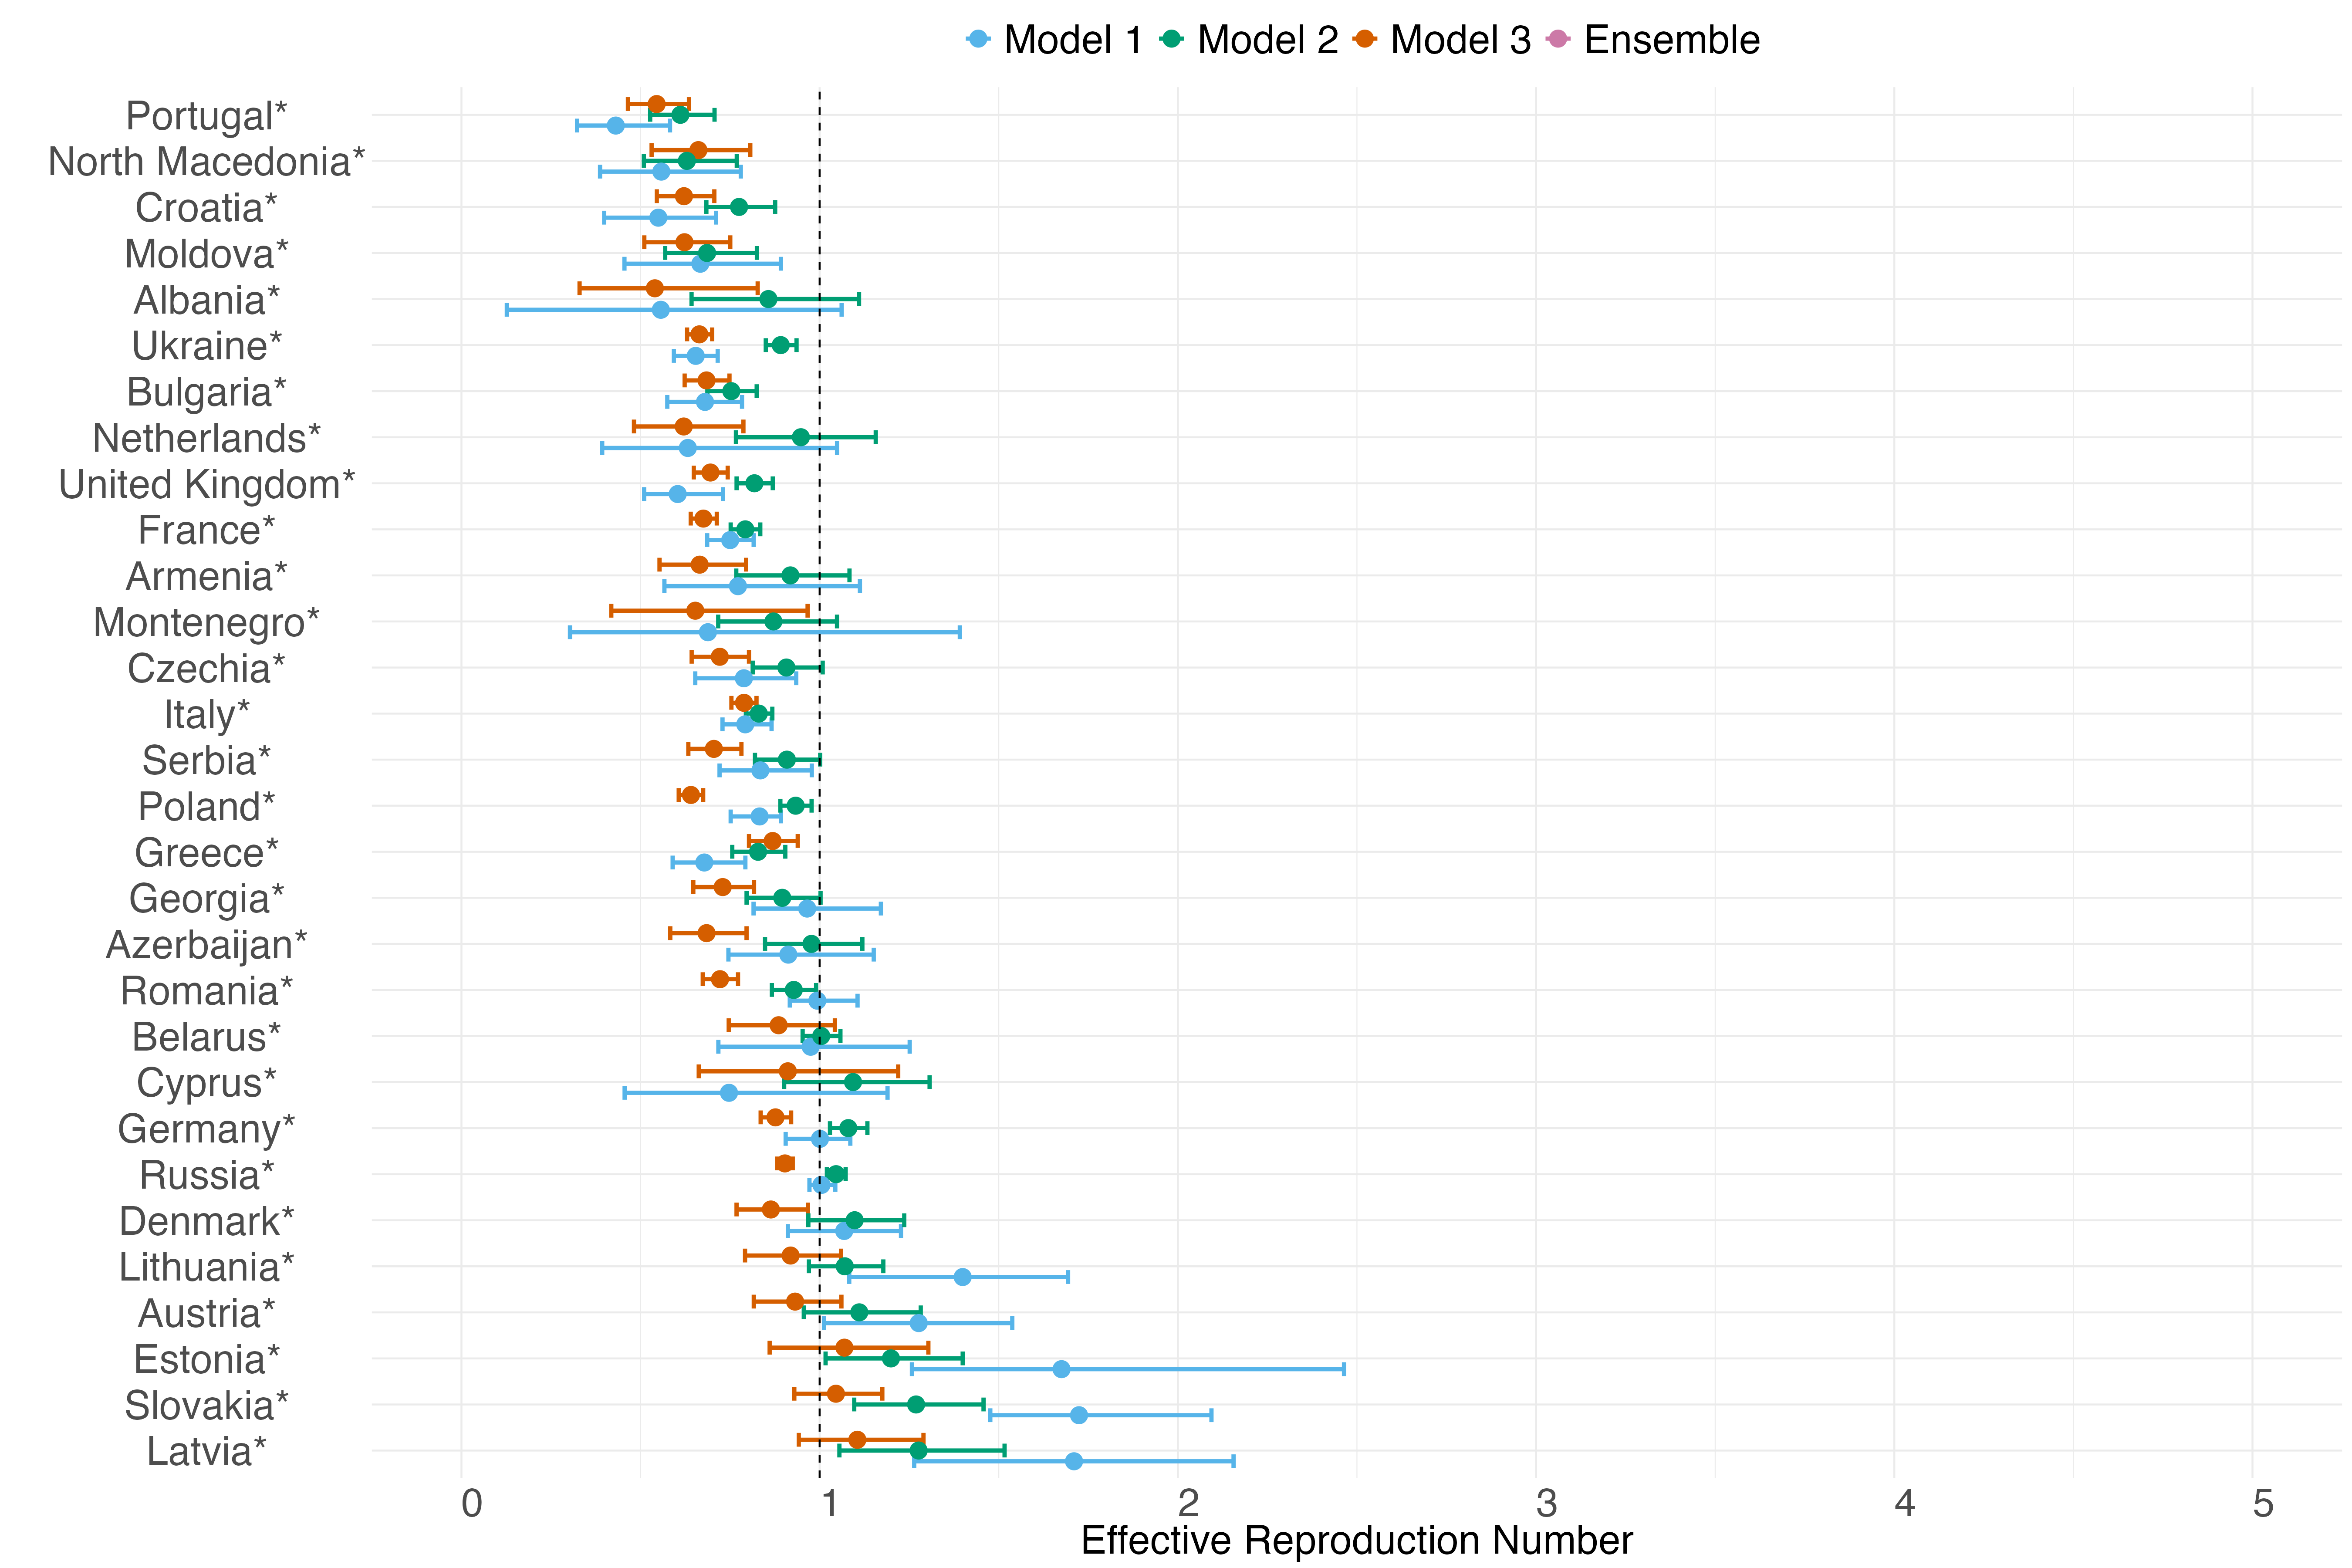 Model 1 Model 2 Model 3 Ensemble
Portugal*
North Macedonia*
Croatia*
Moldova*
Albania*
Ukraine*
Bulgaria*
Netherlands*
United Kingdom*
France*
Armenia*
Montenegro*
Czechia*
Italy*
Serbia*
Poland*
Greece*
Georgia*
Azerbaijan*
Romania*
Belarus*
Cyprus*
Germany*
Russia*
Denmark*
Lithuania*
Austria*
Estonia*
Slovakia*
Latvia*
0 1 2 3 4 5
Effective Reproduction Number